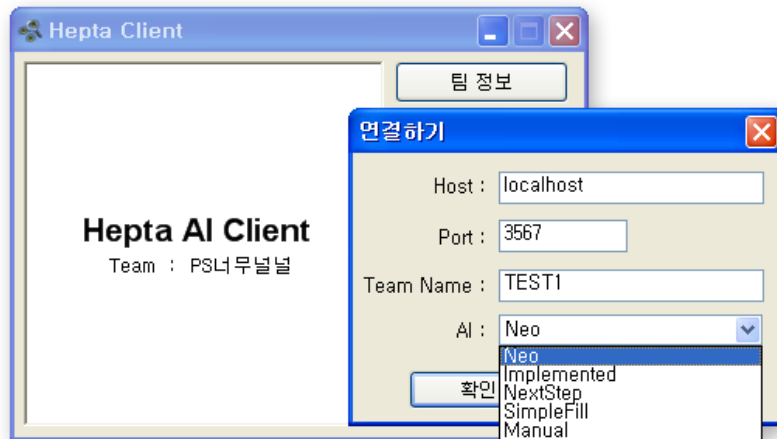 Hepta Client
팀 정보
Hepta AI Client
Team : PS너무널널
연결하기
Host : localhost
Port : 3567
Team Name : TEST1
AI : Neo
Neo
Implemented
NextStep
SimpleFill
Manual
확인